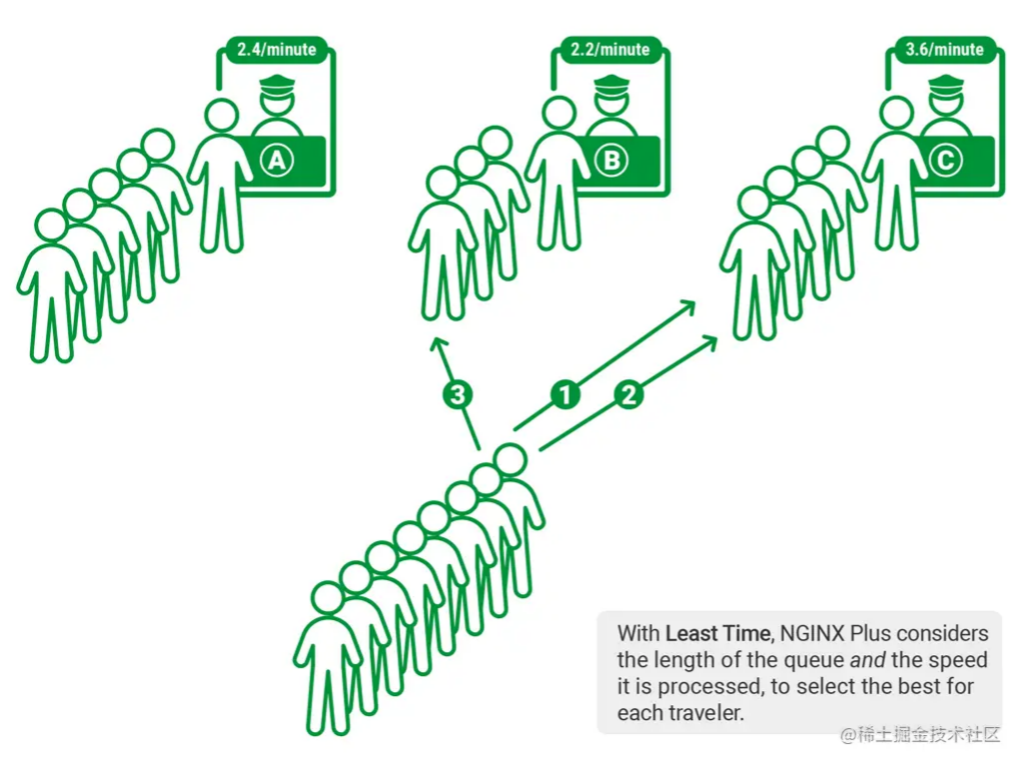 2.4/minute
2.2/minute
3.6/minute
A
B
C
3
1
2
With Least Time, NGINX Plus considers
the length of the queue and the speed
it is processed, to select the best for
each traveler.
@稀土掘金技术社区